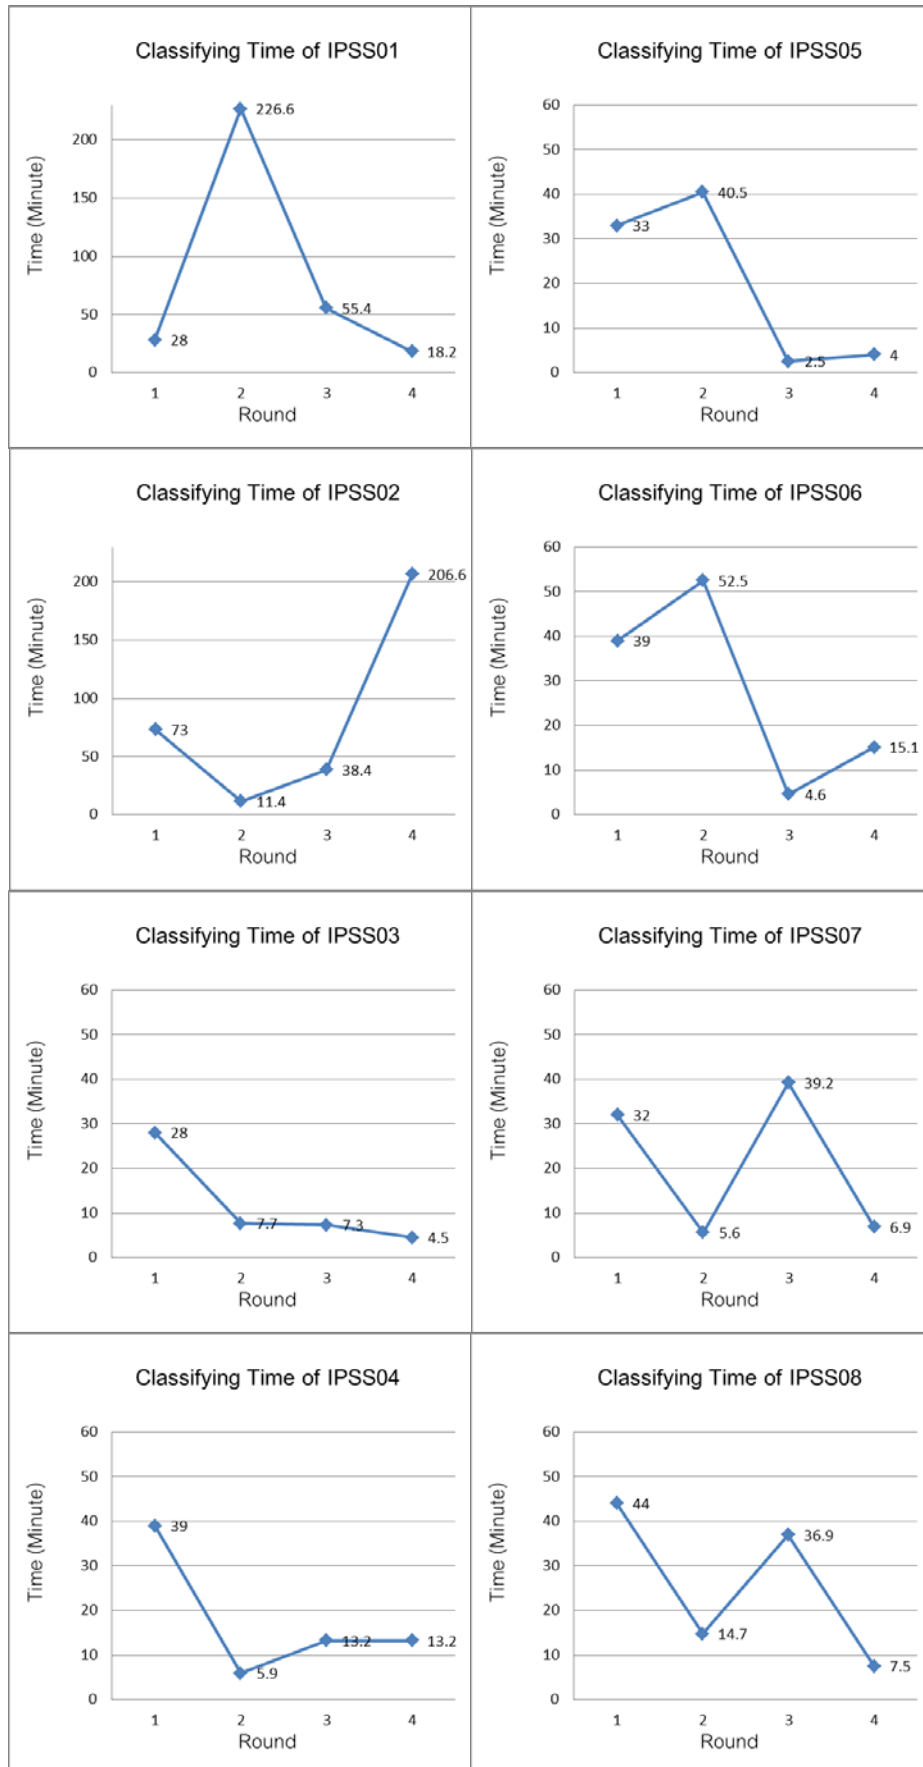 Classifying Time of IPSS01
Time (Minute)
200
150
100
50
0
226.6
55.4
28
18.2
1 2 3 4
Round
Classifying Time of IPSS05
Time (Minute)
60
50
40
30
20
10
0
40.5
33
2.5
4
1 2 3 4
Round
Classifying Time of IPSS02
Time (Minute)
200
150
100
50
0
206.6
73
38.4
11.4
1 2 3 4
Round
Classifying Time of IPSS06
Time (Minute)
60
50
40
30
20
10
0
52.5
39
15.1
4.6
1 2 3 4
Round
Classifying Time of IPSS03
Time (Minute)
60
50
40
30
20
10
0
28
7.7
7.3
4.5
1 2 3 4
Round
Classifying Time of IPSS07
Time (Minute)
60
50
40
30
20
10
0
39.2
32
5.6
6.9
1 2 3 4
Round
Classifying Time of IPSS04
Time (Minute)
60
50
40
30
20
10
0
39
5.9
13.2
13.2
1 2 3 4
Round
Classifying Time of IPSS08
Time (Minute)
60
50
40
30
20
10
0
44
36.9
14.7
7.5
1 2 3 4
Round